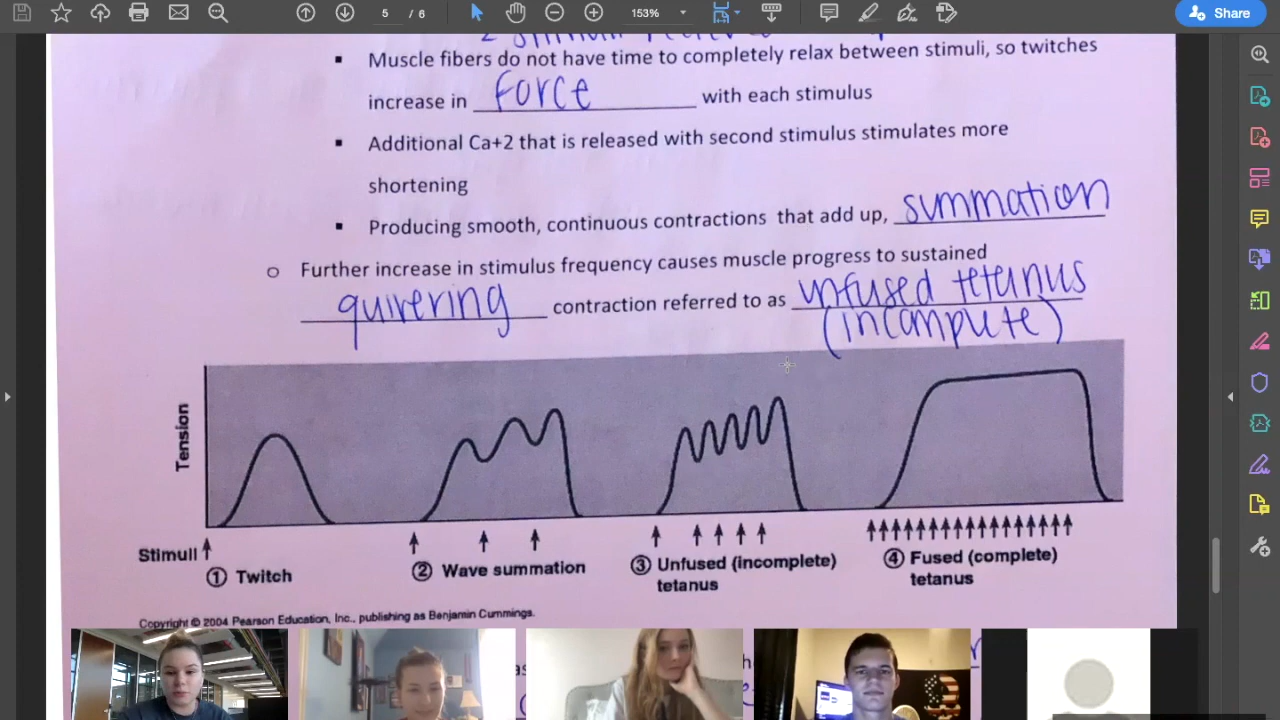 5 / 6
153%
Share
▪ Muscle fibers do not have time to completely relax between stimuli, so twitches
increase in force with each stimulus
▪ Additional Ca+2 that is released with second stimulus stimulates more
shortening
▪ Producing smooth, continuous contractions that add up, summation
o Further increase in stimulus frequency causes muscle progress to sustained
quivering contraction referred to as unfused tetanus
(incomplete)
Tension
Stimuli
① Twitch
② Wave summation
③ Unfused (incomplete)
tetanus
④ Fused (complete)
tetanus
Copyright © 2004 Pearson Education, Inc., publishing as Benjamin Cummings.